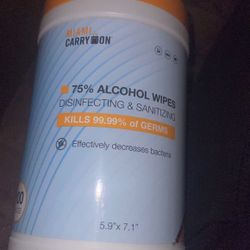 MIAMI
CARRY ON
75% ALCOHOL WIPES
DISINFECTING & SANITIZING
KILLS 99.99% of GERMS
Effectively decreases bacteria
5.9" x 7.1"